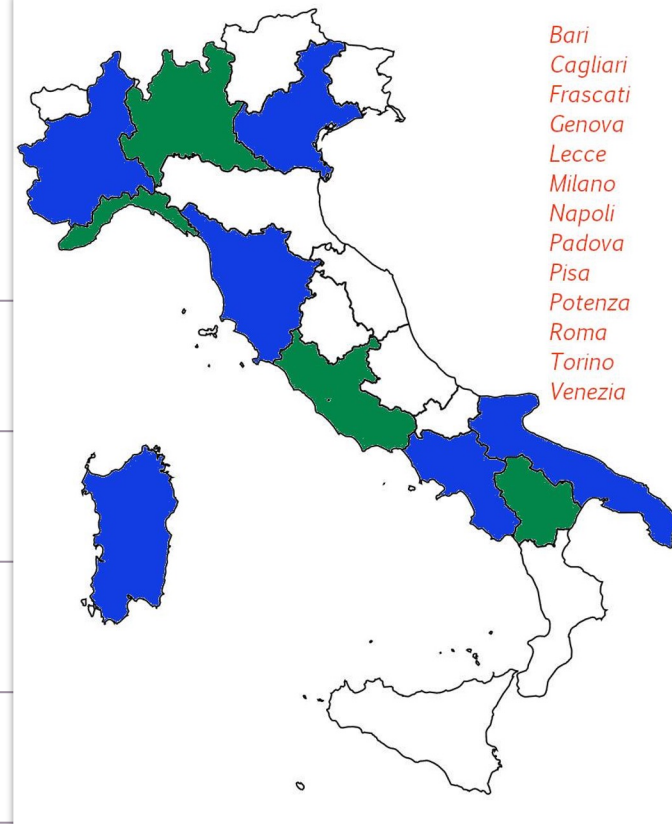 Bari
Cagliari
Frascati
Genova
Lecce
Milano
Napoli
Padova
Pisa
Potenza
Roma
Torino
Venezia